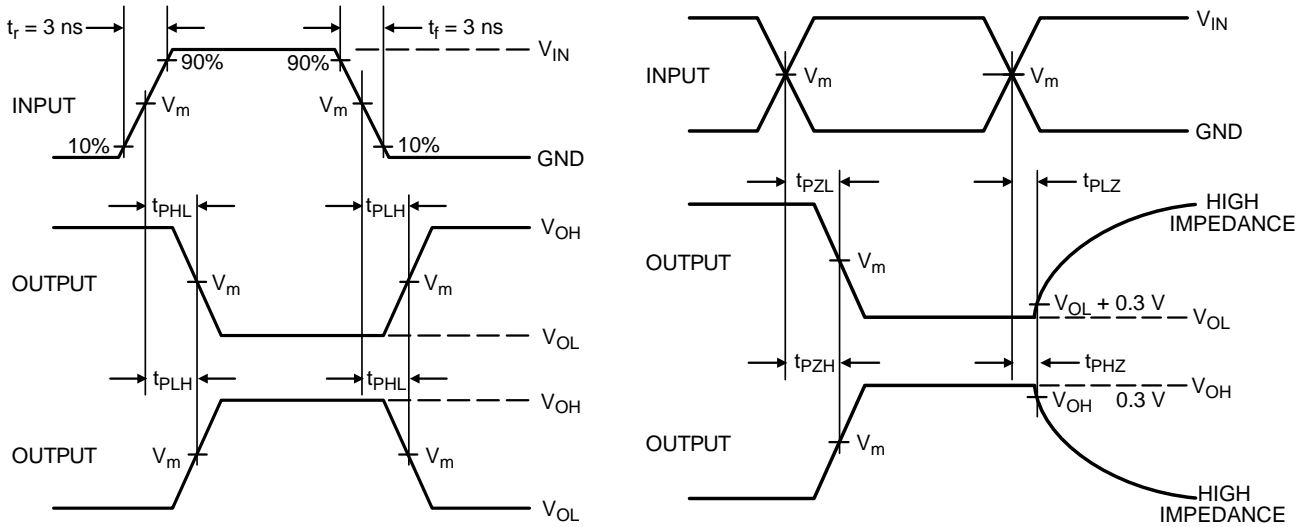 tr = 3 ns
tf = 3 ns
VIN
90%
90%
INPUT
Vm
Vm
10%
10%
GND
tPHL
tPLH
VOH
OUTPUT
Vm
Vm
VOL
tPLH
tPHL
VOH
OUTPUT
Vm
Vm
VOL
VIN
INPUT
Vm
Vm
GND
tPZL
tPLZ
HIGH
IMPEDANCE
OUTPUT
Vm
VOL + 0.3 V
VOL
tPZH
tPHZ
VOH
VOH 0.3 V
OUTPUT
Vm
HIGH
IMPEDANCE